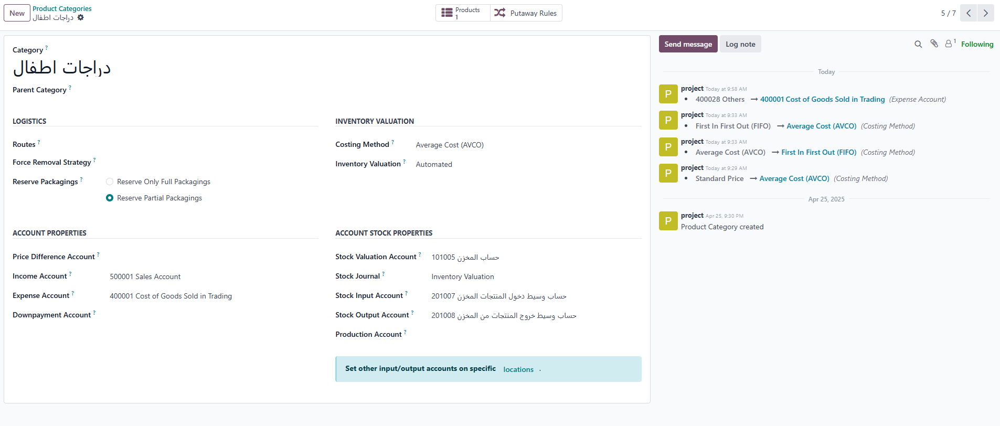 New
Product Categories
دراجات اطفال
Products
1
Putaway Rules
5 / 7
Category ?
دراجات اطفال
Parent Category ?
LOGISTICS
Routes ?
Force Removal Strategy ?
Reserve Packagings ?
Reserve Only Full Packagings
Reserve Partial Packagings
INVENTORY VALUATION
Costing Method ? Average Cost (AVCO)
Inventory Valuation ? Automated
ACCOUNT PROPERTIES
Price Difference Account ?
Income Account ? 500001 Sales Account
Expense Account ? 400001 Cost of Goods Sold in Trading
Downpayment Account ?
ACCOUNT STOCK PROPERTIES
Stock Valuation Account ? 101005 حساب المخزن
Stock Journal ? Inventory Valuation
Stock Input Account ? 201007 حساب وسيط دخول المنتجات المخزن
Stock Output Account ? 201008 حساب وسيط خروج المنتجات من المخزن
Production Account ?
Set other input/output accounts on specific locations .
Send message
Log note
1
Following
Today
P
project Today at 9:58 AM
• 400028 Others → 400001 Cost of Goods Sold in Trading (Expense Account)
P
project Today at 9:33 AM
• First In First Out (FIFO) → Average Cost (AVCO) (Costing Method)
P
project Today at 9:33 AM
• Average Cost (AVCO) → First In First Out (FIFO) (Costing Method)
P
project Today at 9:29 AM
• Standard Price → Average Cost (AVCO) (Costing Method)
Apr 25, 2025
P
project Apr 25, 9:30 PM
Product Category created